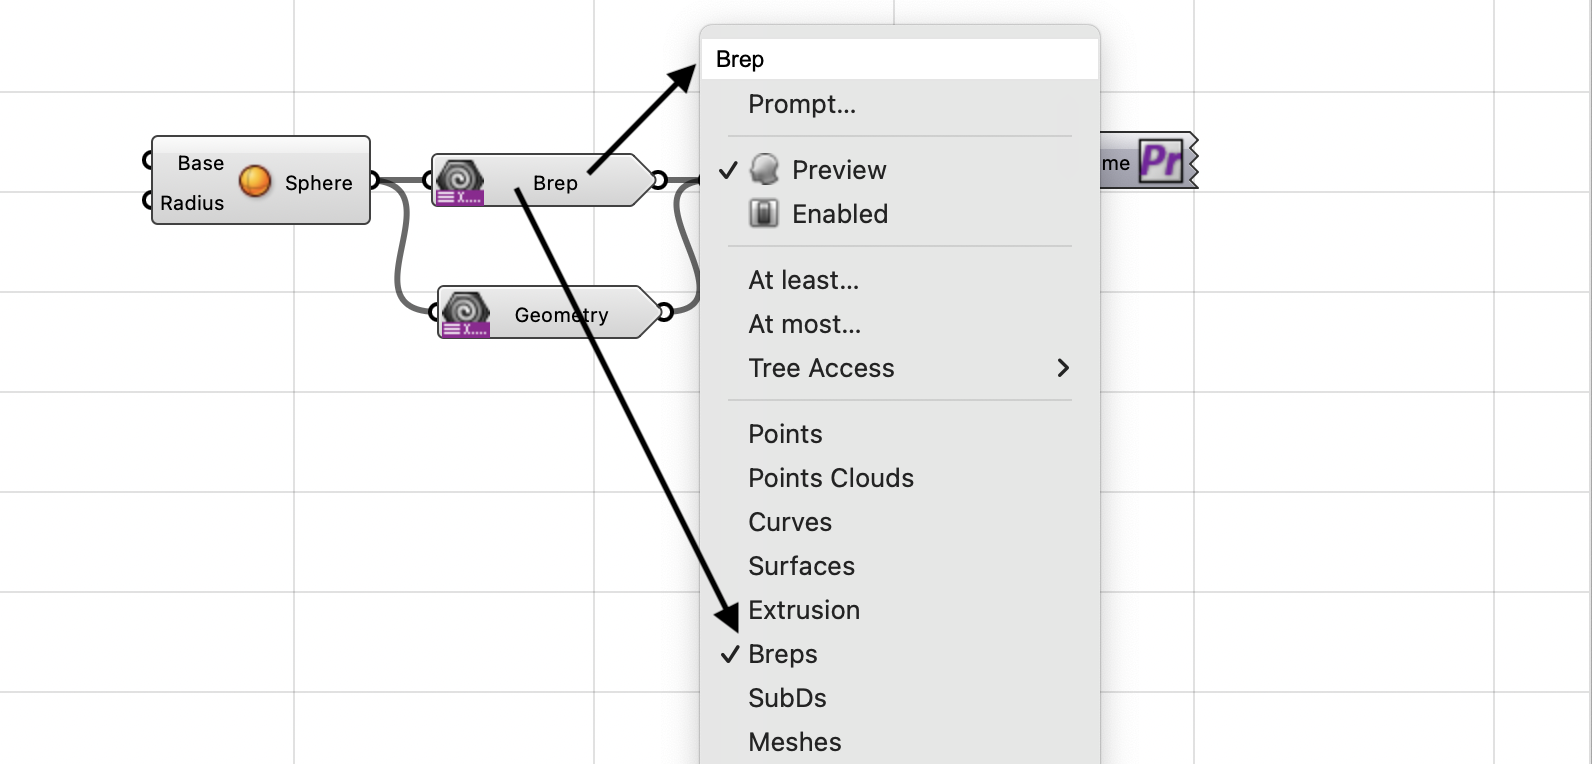 Base
Radius
Sphere
X....
Brep
X....
Geometry
Brep
Prompt...
Preview
Enabled
At least...
At most...
Tree Access
Points
Points Clouds
Curves
Surfaces
Extrusion
Breps
SubDs
Meshes
me
Pr